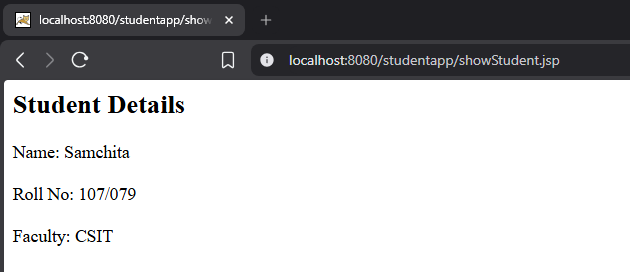 localhost:8080/studentapp/show
localhost:8080/studentapp/showStudent.jsp
Student Details
Name: Samchita
Roll No: 107/079
Faculty: CSIT